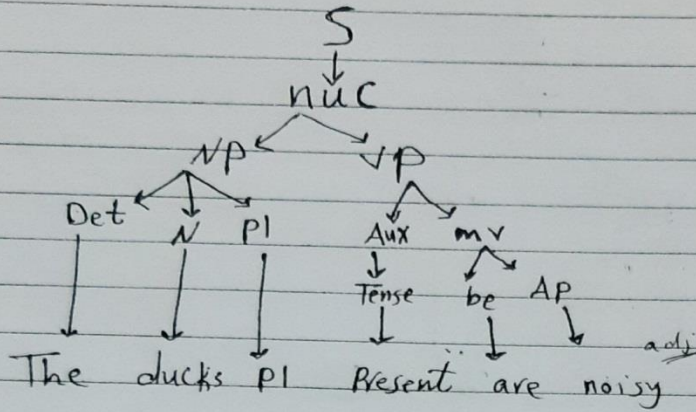 S
nuc
NP VP
Det N Pl Aux mv
Tense be AP
adj
The ducks Pl Present are noisy